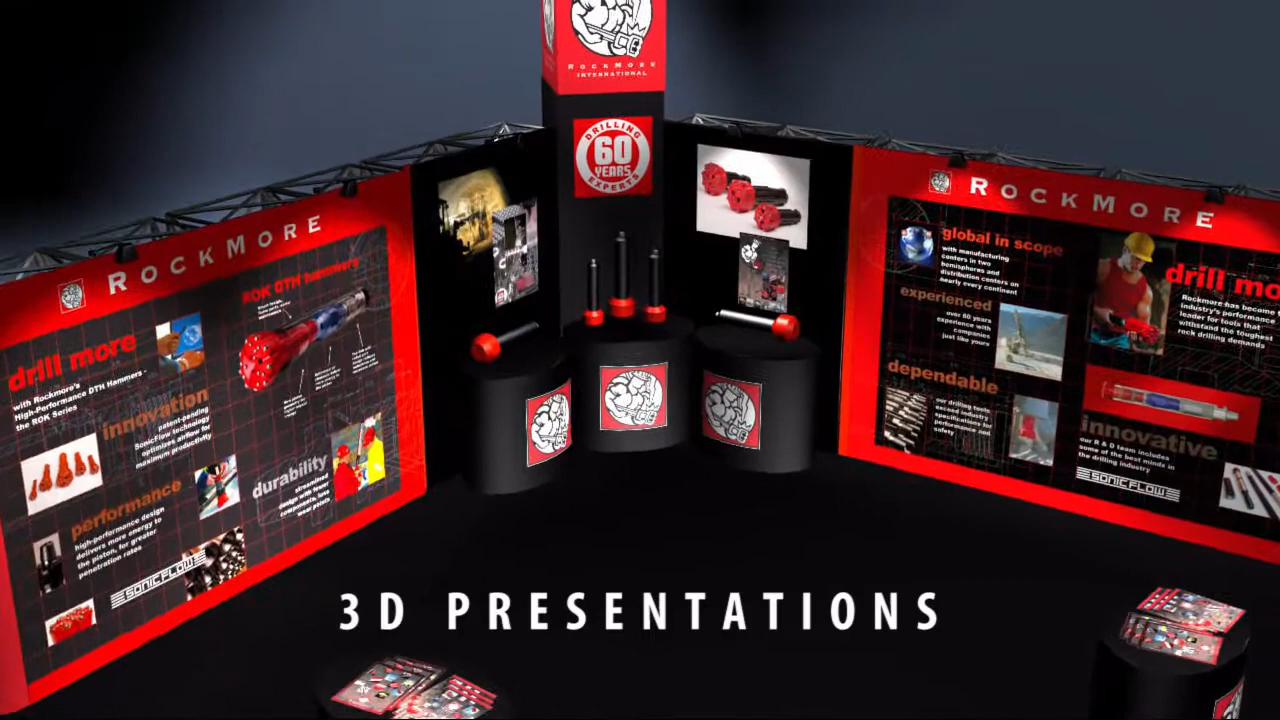 ROCKMORE
INTERNATIONAL
DRILLING
60
YEARS
EXPERTS
ROCKMORE
ROK DTH hammers
drill more
with Rockmore's
High-Performance DTH Hammers -
the ROK Series
innovation
patent-pending
SonicFlow technology
optimizes airflow for
maximum productivity
performance
high-performance design
delivers more energy to
the piston, for greater
penetration rates
durability
streamlined
design with fewer
components, less
wear points
SONICFLOW
ROCKMORE
global in scope
with manufacturing
centers in two
hemispheres and
distribution centers on
nearly every continent
experienced
over 60 years
experience with
companies
just like yours
dependable
our drilling tools
exceed industry
specifications for
performance and
safety
drill mo
Rockmore has become t
industry's performance
leader for tools that
withstand the toughest
rock drilling demands
innovative
our R & D team includes
some of the best minds in
the drilling industry
SONICFLOW
3D PRESENTATIONS